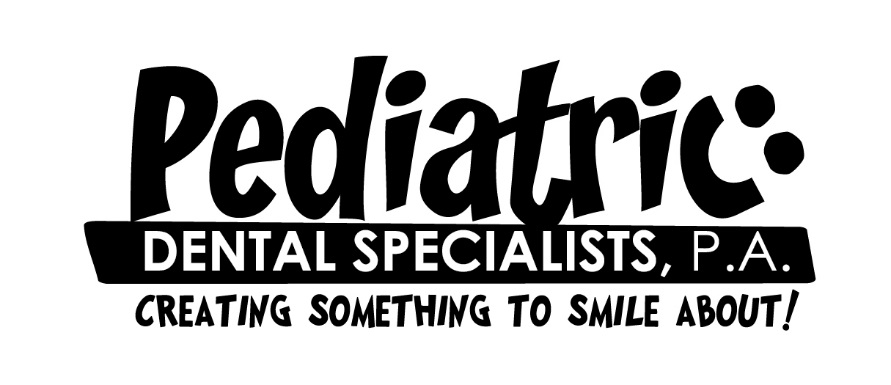 Pediatric
DENTAL SPECIALISTS, P.A.
CREATING SOMETHING TO SMILE ABOUT!